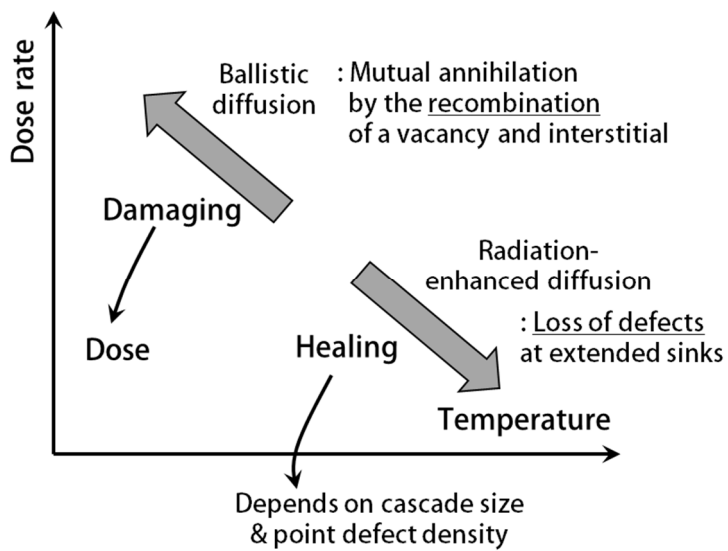 Dose rate
Ballistic
diffusion
: Mutual annihilation
by the recombination
of a vacancy and interstitial
Damaging
Dose
Radiation-
enhanced diffusion
: Loss of defects
at extended sinks
Healing
Temperature
Depends on cascade size
& point defect density